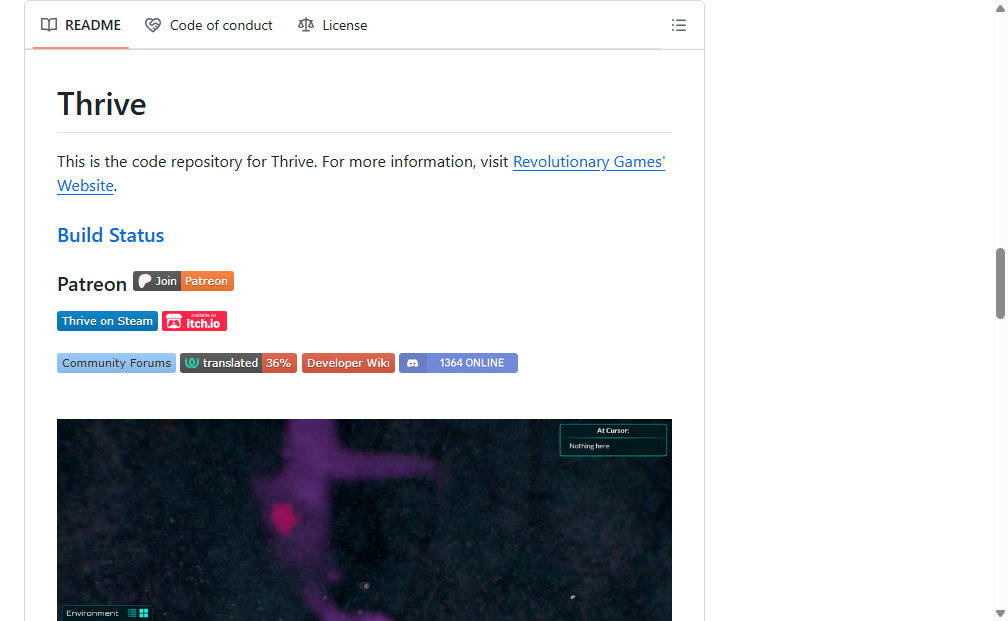 README Code of conduct License
Thrive
This is the code repository for Thrive. For more information, visit Revolutionary Games'
Website.
Build Status
Patreon Join Patreon
Thrive on Steam available on itch.io
Community Forums translated 36% Developer Wiki 1364 ONLINE
At Cursor:
Nothing here
Environment